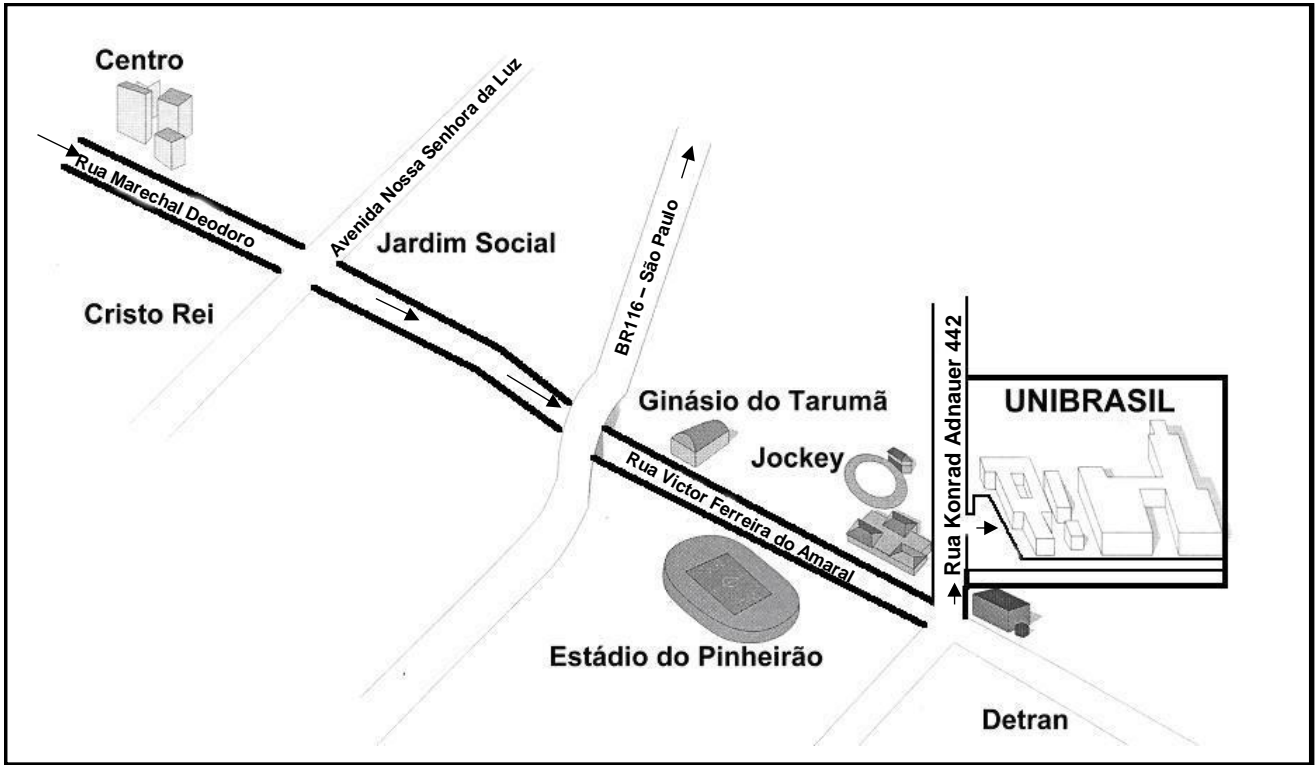 Centro
Rua Marechal Deodoro
Avenida Nossa Senhora da Luz
Jardim Social
Cristo Rei
BR116 – São Paulo
Ginásio do Tarumã
Jockey
Rua Victor Ferreira do Amaral
Estádio do Pinheirão
Rua Konrad Adnauer 442
UNIBRASIL
Detran